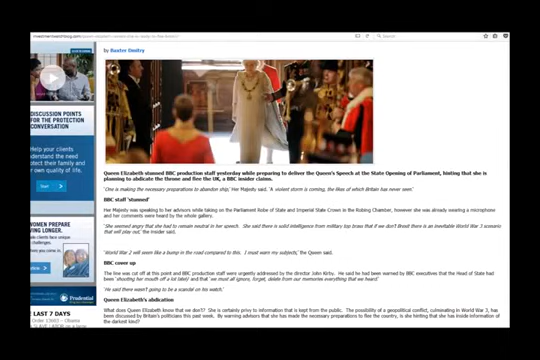 by Baxter Dmitry
DISCUSSION POINTS
FOR THE PROTECTION
CONVERSATION
Help your clients
understand the need
to protect their family and
their own quality of life.
Start
WOMEN PREPARE
Prudential
LAST 7 DAYS
Queen Elizabeth stunned BBC production staff yesterday while preparing to deliver the Queen's Speech at the State Opening of Parliament, hinting that she is
planning to abdicate the throne and flee the UK, a BBC insider claims.
"One is making the necessary preparations to abandon ship," Her Majesty said. "A violent storm is coming, the likes of which Britain has never seen."
BBC staff 'stunned'
Her Majesty was speaking to her advisors while taking on the Parliament Robe of State and Imperial State Crown in the Robing Chamber, however she was already wearing a microphone
and her comments were heard by the whole gallery.
"She seemed angry that she had to remain neutral in her speech. She said there is solid intelligence from military top brass that if we don't Brexit there is an inevitable World War 3 scenario
that will play out," the insider said.
"World War 2 will seem like a bump in the road compared to this. I must warn my subjects," the Queen said.
BBC cover up
The line was cut off at this point and BBC production staff were urgently addressed by the director John Kirby. He said he had been warned by BBC executives that the Head of State had
been "shooting her mouth off a lot lately" and that "we must all ignore, forget, delete from our memories everything that we heard."
"He said there wasn't going to be a scandal on his watch."
Queen Elizabeth's abdication
What does Queen Elizabeth know that we don't? She is certainly privy to information that is kept from the public. The possibility of a geopolitical conflict, culminating in World War 3, has
been discussed by Britain's politicians this past week. By warning advisors that she has made the necessary preparations to flee the country, is she hinting that she has inside information of
the darkest kind?